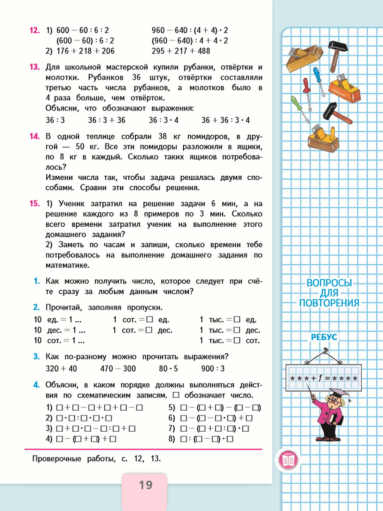 12. 1) 600 − 60 : 6 : 2 960 − 640 : (4 + 4) • 2
(600 − 60) : 6 : 2 (960 − 640) : 4 + 4 • 2
2) 176 + 218 + 206 295 + 217 + 488
13. Для школьной мастерской купили рубанки, отвёртки и
молотки. Рубанков 36 штук, отвёртки составляли
третью часть числа рубанков, а молотков было в
4 раза больше, чем отвёрток.
Объясни, что обозначают выражения:
36 : 3 36 : 3 + 36 36 : 3 • 4 36 + 36 : 3 • 4
14. В одной теплице собрали 38 кг помидоров, в дру-
гой — 50 кг. Все эти помидоры разложили в ящики,
по 8 кг в каждый. Сколько таких ящиков потребова-
лось?
Измени числа так, чтобы задача решалась двумя спо-
собами. Сравни эти способы решения.
15. 1) Ученик затратил на решение задачи 6 мин, а на
решение каждого из 8 примеров по 3 мин. Сколько
всего времени затратил ученик на выполнение этого
домашнего задания?
2) Заметь по часам и запиши, сколько времени тебе
потребовалось на выполнение домашнего задания по
математике.
1. Как можно получить число, которое следует при счё-
те сразу за любым данным числом?
2. Прочитай, заполняя пропуски.
10 ед. = 1 ... 1 сот. = □ ед. 1 тыс. = □ ед.
10 дес. = 1 ... 1 сот. = □ дес. 1 тыс. = □ дес.
10 сот. = 1 ... 1 тыс. = □ сот.
3. Как по-разному можно прочитать выражения?
320 + 40 470 − 300 80 • 5 900 : 3
4. Объясни, в каком порядке должны выполняться дейст-
вия по схематическим записям. □ обозначает число.
1) □ + □ − □ + □ + □ − □ 5) □ − (□ + □) − (□ − □)
2) □ • □ : □ • □ : □ 6) □ − (□ − □ • □) + □
3) □ + □ • □ − □ : □ + □ 7) □ − (□ + □ : □) • □
4) □ − (□ + □) + □ 8) □ : (□ − □) • □
Проверочные работы, с. 12, 13.
19
ВОПРОСЫ
ДЛЯ
ПОВТОРЕНИЯ
РЕБУС
∗∗∗ + 1 = ∗∗∗∗